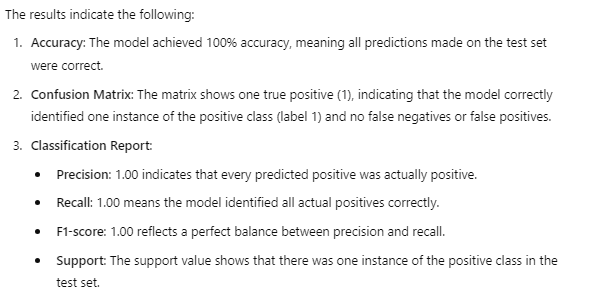 The results indicate the following:
1. Accuracy: The model achieved 100% accuracy, meaning all predictions made on the test set
were correct.
2. Confusion Matrix: The matrix shows one true positive (1), indicating that the model correctly
identified one instance of the positive class (label 1) and no false negatives or false positives.
3. Classification Report:
• Precision: 1.00 indicates that every predicted positive was actually positive.
• Recall: 1.00 means the model identified all actual positives correctly.
• F1-score: 1.00 reflects a perfect balance between precision and recall.
• Support: The support value shows that there was one instance of the positive class in the
test set.